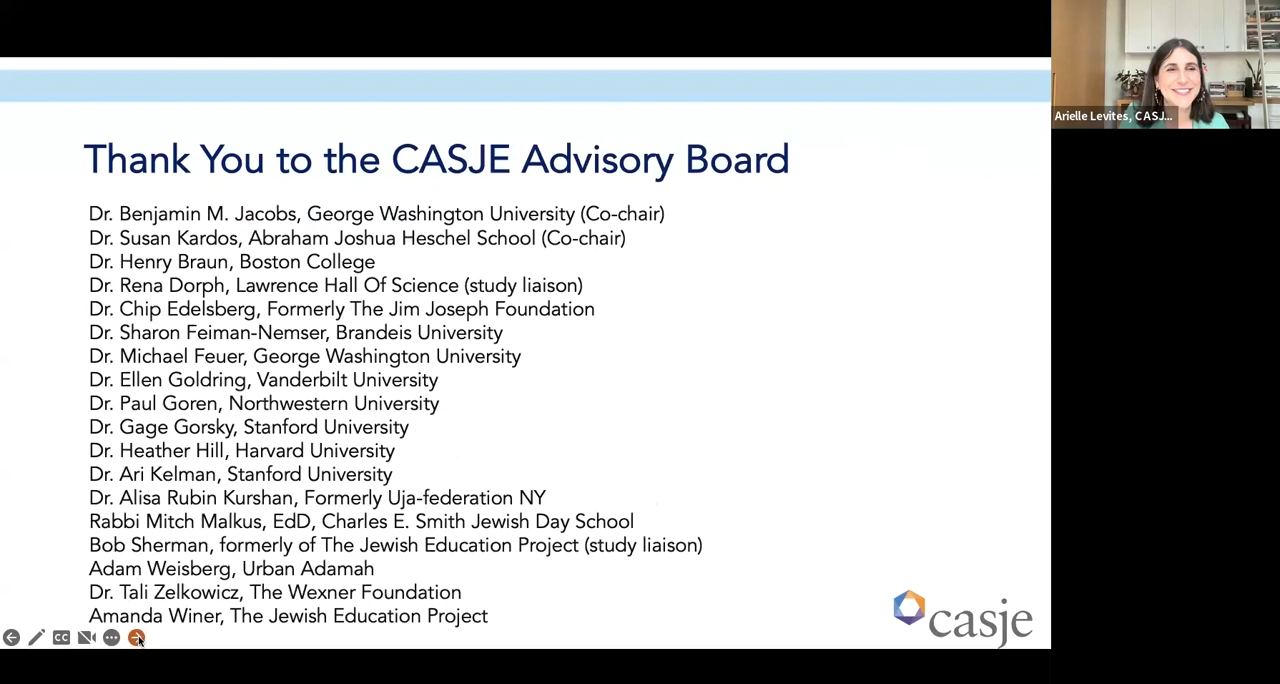 Thank You to the CASJE Advisory Board
Dr. Benjamin M. Jacobs, George Washington University (Co-chair)
Dr. Susan Kardos, Abraham Joshua Heschel School (Co-chair)
Dr. Henry Braun, Boston College
Dr. Rena Dorph, Lawrence Hall Of Science (study liaison)
Dr. Chip Edelsberg, Formerly The Jim Joseph Foundation
Dr. Sharon Feiman-Nemser, Brandeis University
Dr. Michael Feuer, George Washington University
Dr. Ellen Goldring, Vanderbilt University
Dr. Paul Goren, Northwestern University
Dr. Gage Gorsky, Stanford University
Dr. Heather Hill, Harvard University
Dr. Ari Kelman, Stanford University
Dr. Alisa Rubin Kurshan, Formerly Uja-federation NY
Rabbi Mitch Malkus, EdD, Charles E. Smith Jewish Day School
Bob Sherman, formerly of The Jewish Education Project (study liaison)
Adam Weisberg, Urban Adamah
Dr. Tali Zelkowicz, The Wexner Foundation
Amanda Winer, The Jewish Education Project
casje
CC
Arielle Levites, CASJ...